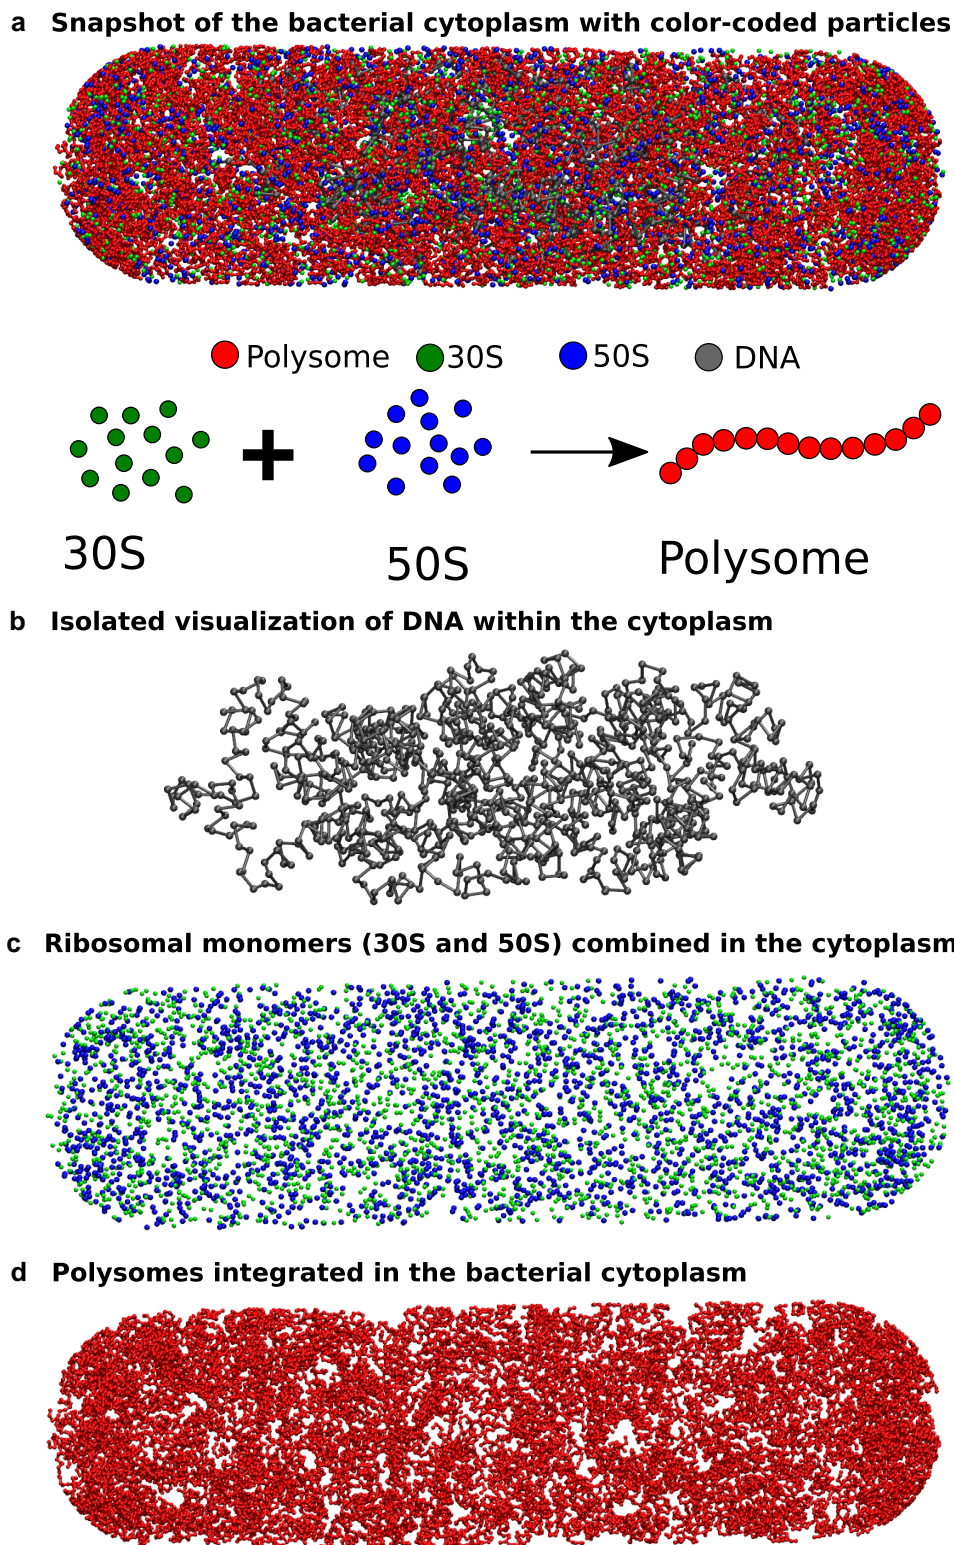 a Snapshot of the bacterial cytoplasm with color-coded particles
Polysome 30S 50S DNA
30S 50S Polysome
b Isolated visualization of DNA within the cytoplasm
c Ribosomal monomers (30S and 50S) combined in the cytoplasm
d Polysomes integrated in the bacterial cytoplasm